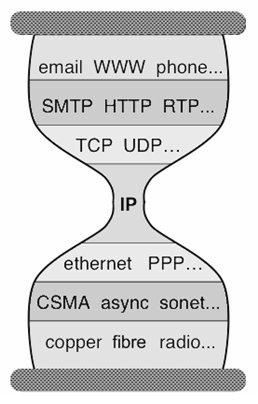 email WWW phone...
SMTP HTTP RTP...
TCP UDP...
IP
ethernet PPP...
CSMA async sonet...
copper fibre radio...